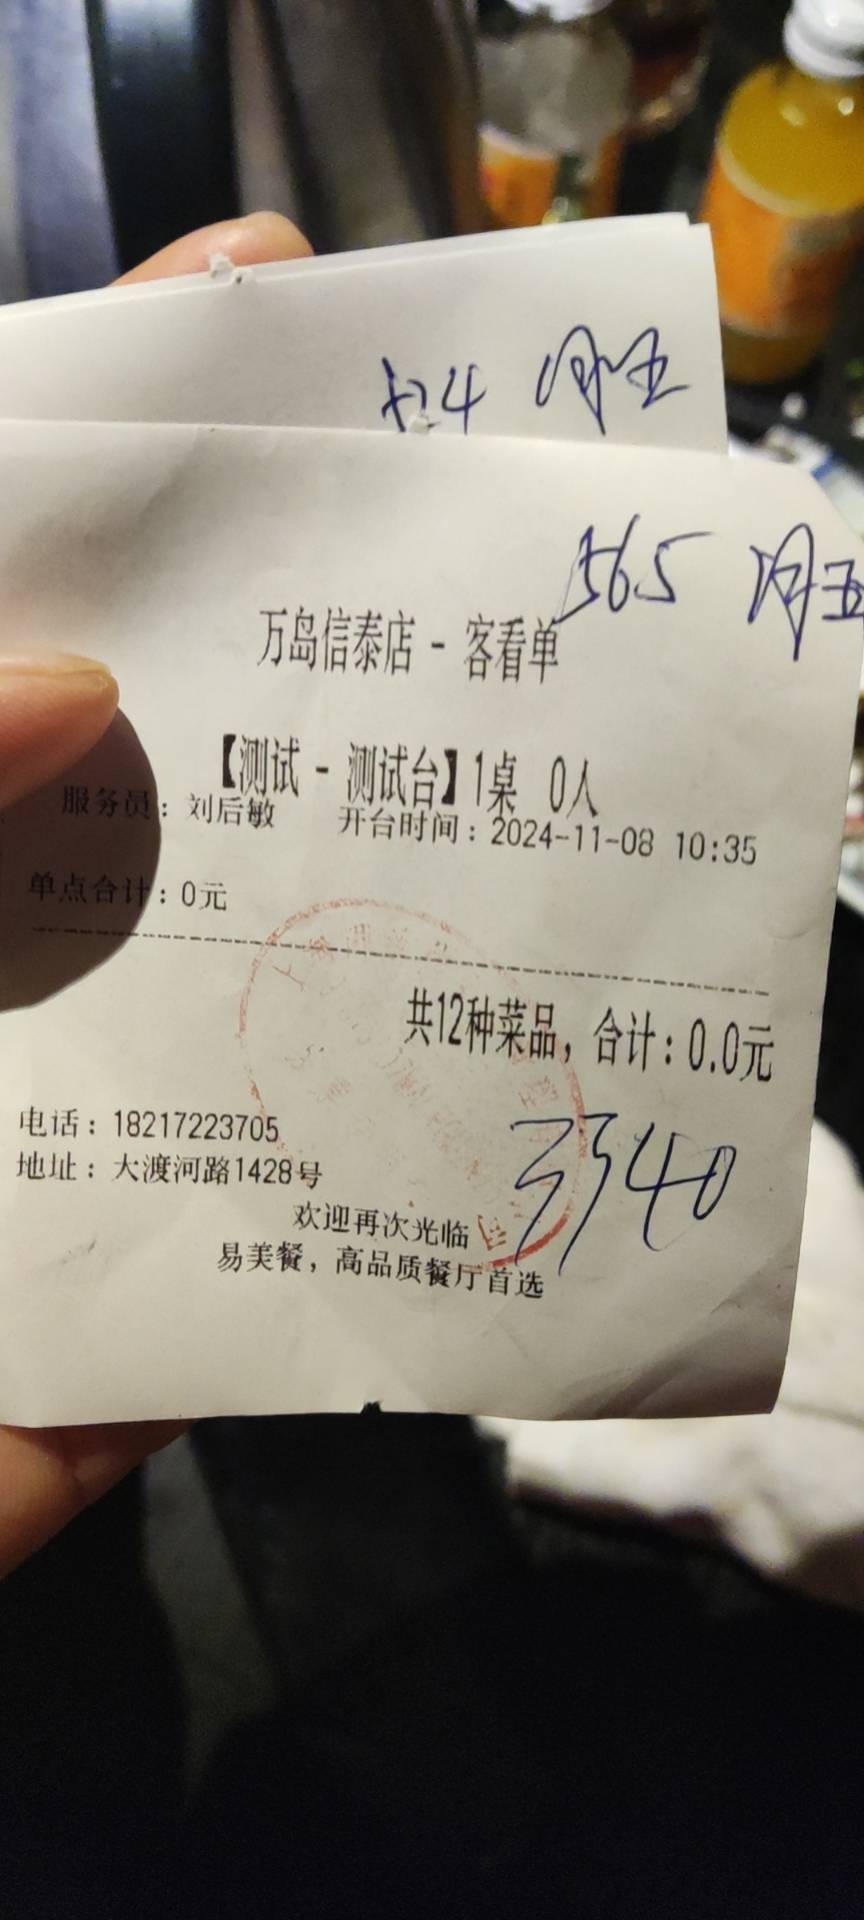 565
万岛信泰店 - 客看单
【测试 - 测试台】1桌 0人
服务员：刘后敏 开台时间：2024-11-08 10:35
单点合计：0元
共12种菜品，合计：0.0元
3340
电话：18217223705
地址：大渡河路1428号
欢迎再次光临
易美餐，高品质餐厅首选